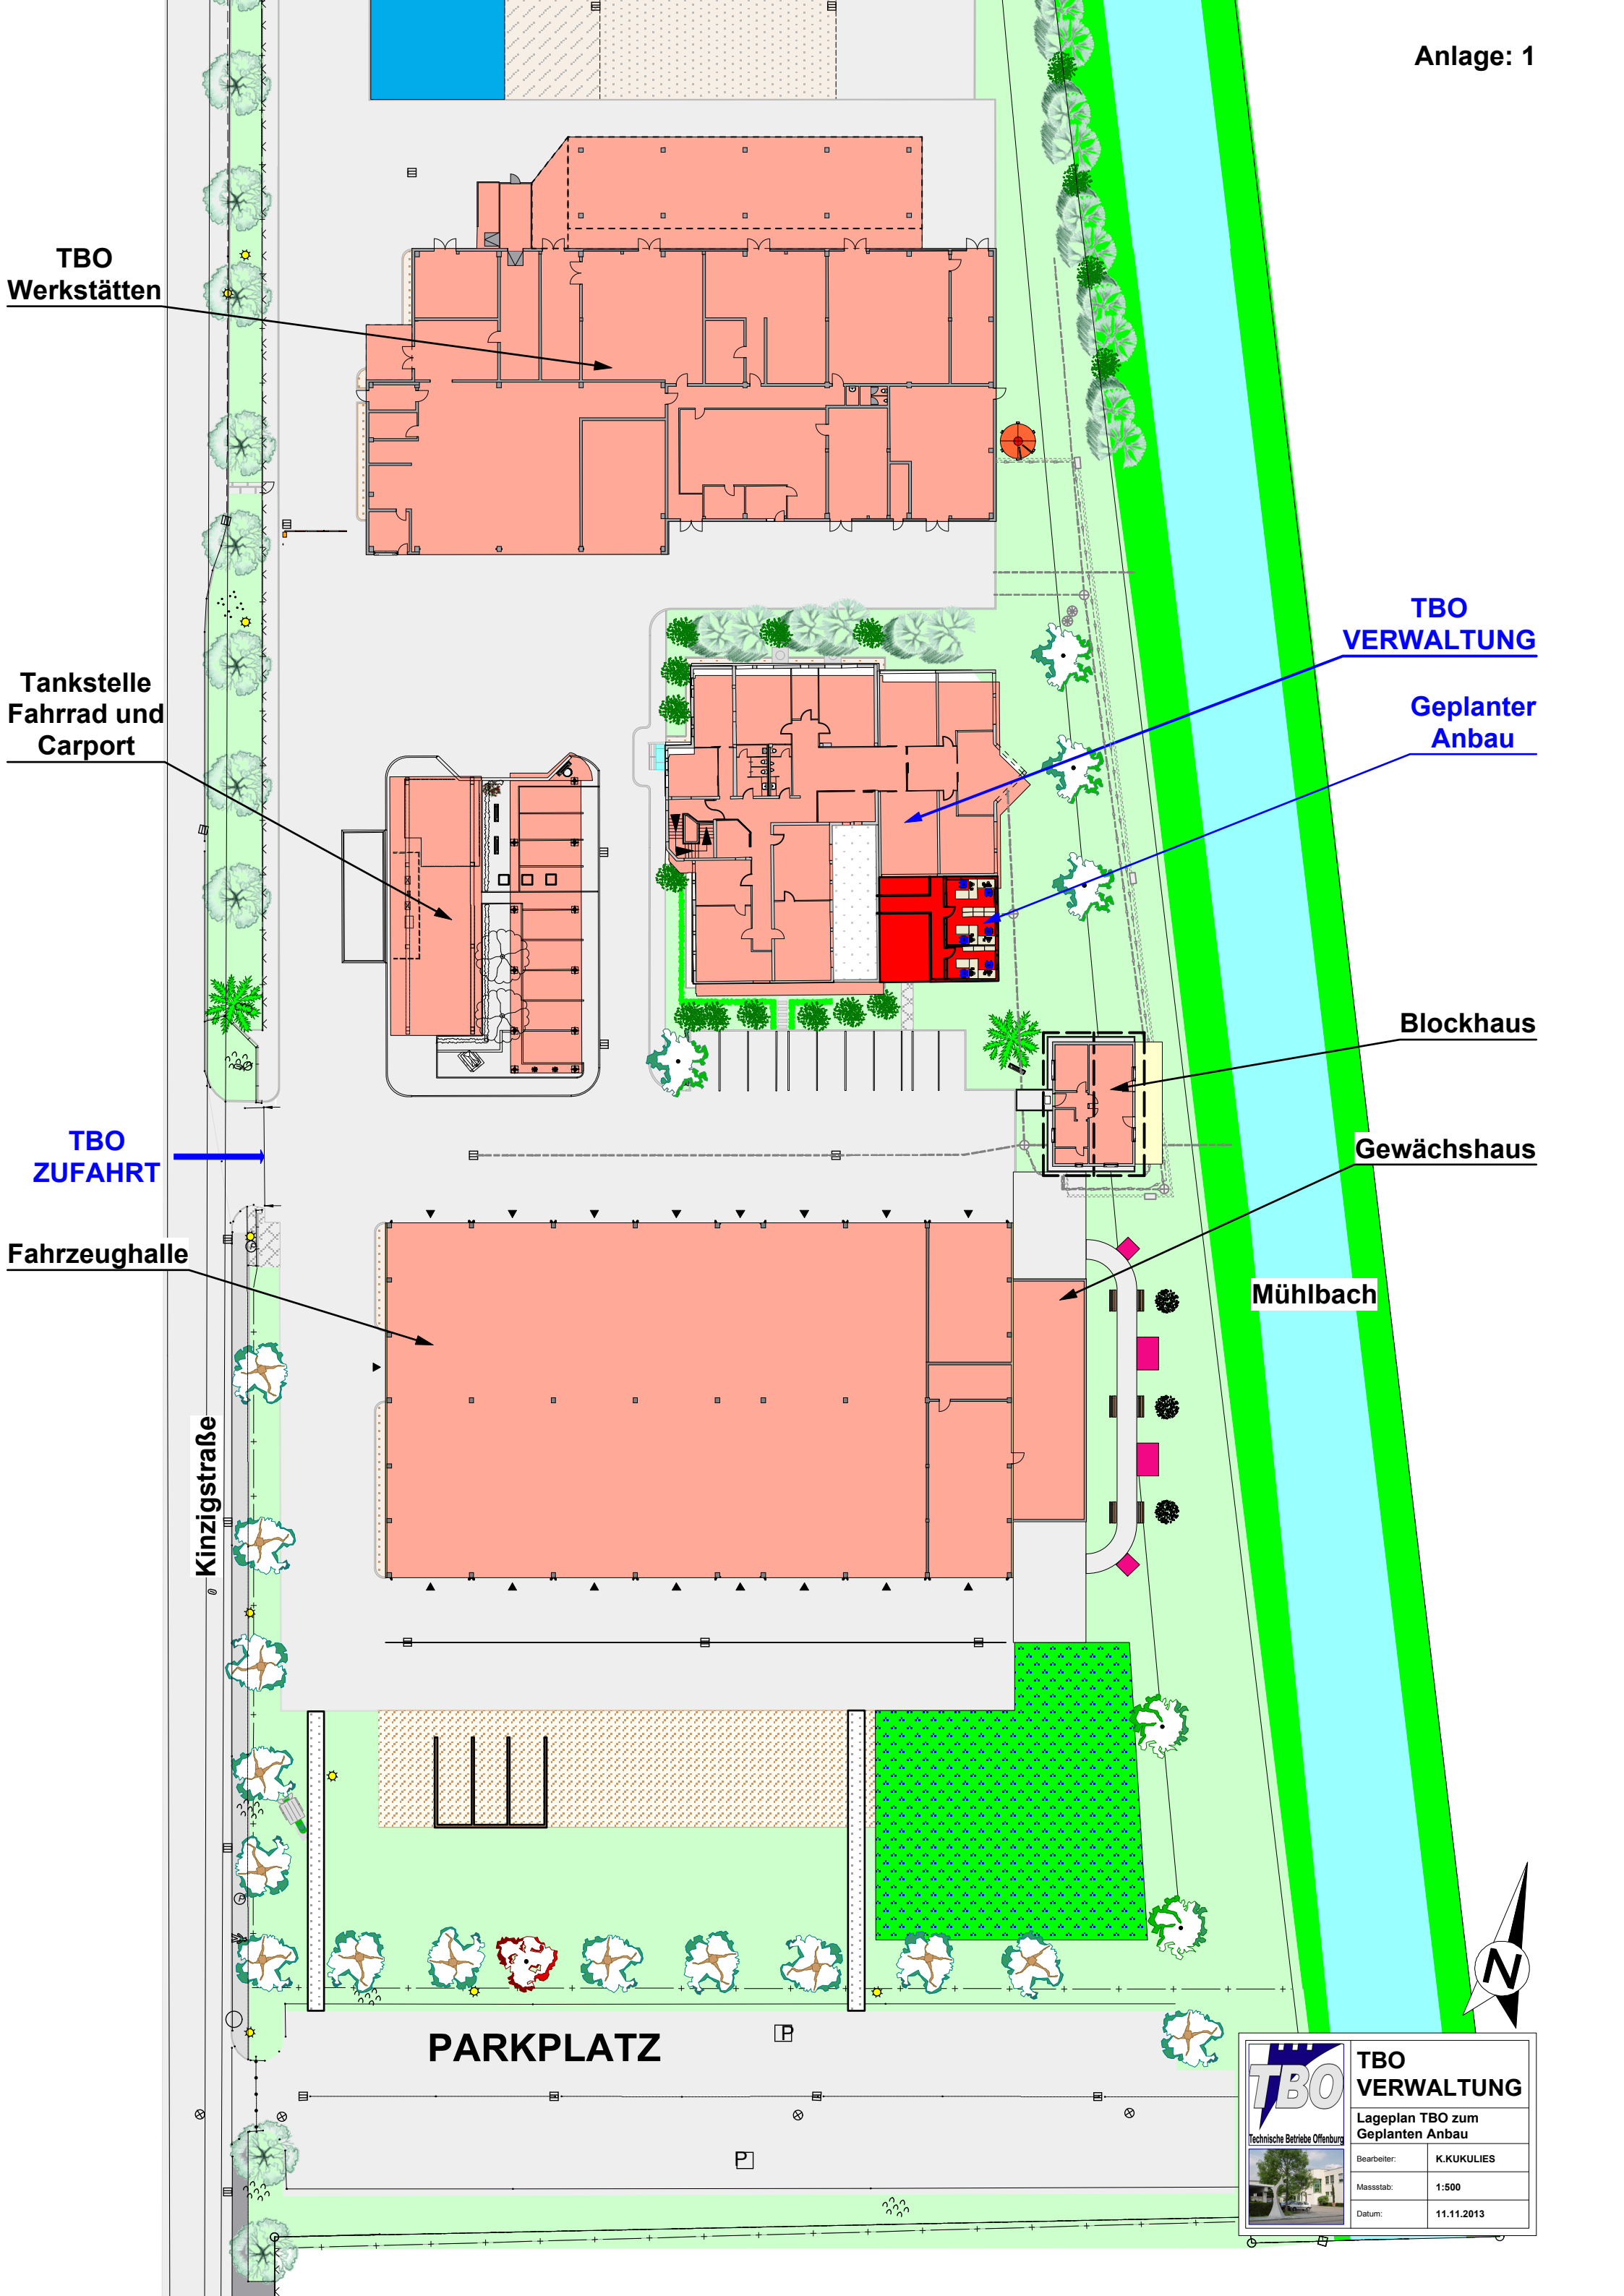 Anlage: 1
TBO
Werkstätten
TBO
VERWALTUNG
Geplanter
Anbau
Tankstelle
Fahrrad und
Carport
Blockhaus
TBO
ZUFAHRT
Gewächshaus
Fahrzeughalle
Mühlbach
Kinzigstraße
N
PARKPLATZ
P
P
TBO
Technische Betriebe Offenburg
TBO
VERWALTUNG
Lageplan TBO zum
Geplanten Anbau
Bearbeiter: K.KUKULIES
Massstab: 1:500
Datum: 11.11.2013